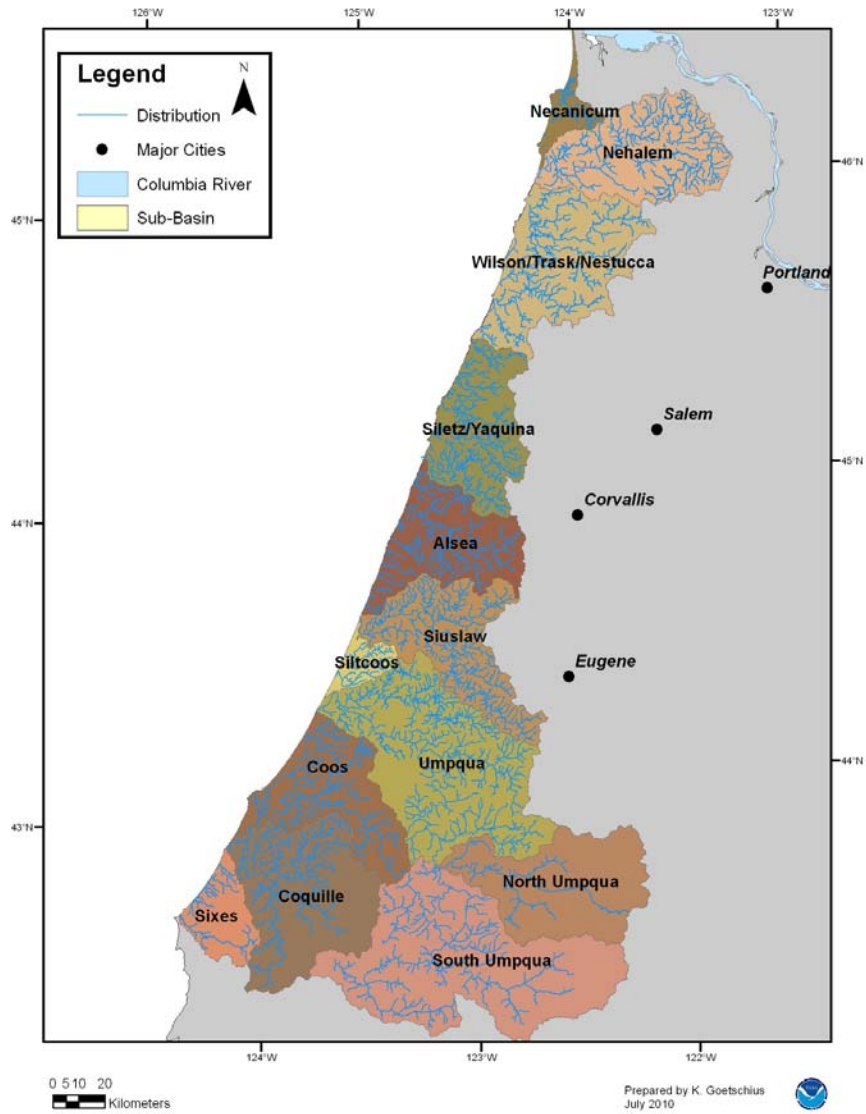 126°W 125°W 124°W 123°W
Legend
N
Distribution
Major Cities
Columbia River
Sub-Basin
Necanicum
Nehalem
46°N
45°N
Wilson/Trask/Nestucca
Portland
Salem
Siletz/Yaquina
45°N
Corvallis
44°N
Alsea
Siuslaw
Siltcoos
Eugene
Umpqua
Coos
44°N
43°N
North Umpqua
Coquille
Sixes
South Umpqua
124°W 123°W 122°W
0 5 10 20
Kilometers
Prepared by K. Goetschius
July 2010